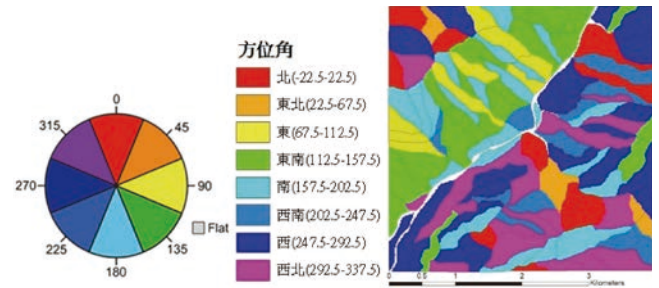 0
45
90
135
180
225
270
315
Flat
方位角
北(-22.5-22.5)
東北(22.5-67.5)
東(67.5-112.5)
東南(112.5-157.5)
南(157.5-202.5)
西南(202.5-247.5)
西(247.5-292.5)
西北(292.5-337.5)
0 0.5 1 2 3
Kilometers